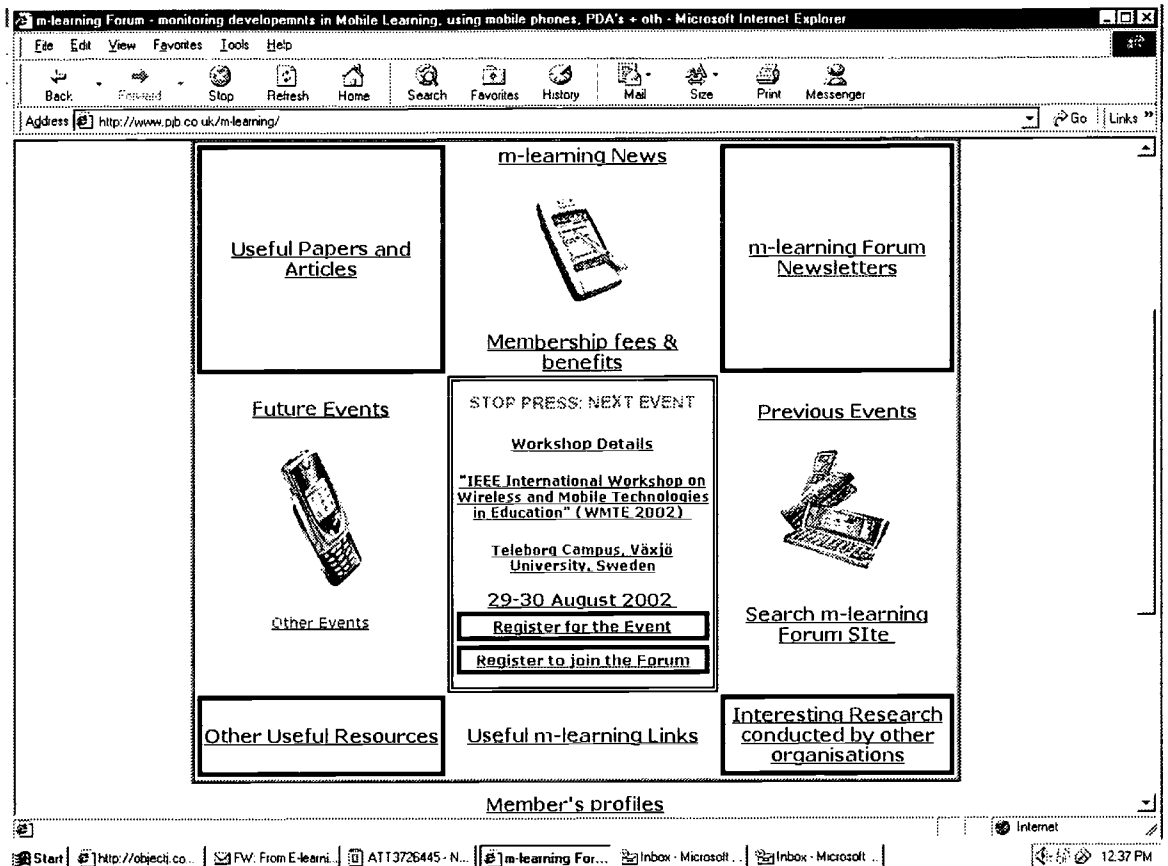 m-learning Forum - monitoring developemnts in Mobile Learning, using mobile phones, PDA's + oth - Microsoft Internet Explorer
File Edit View Favorites Tools Help
Back Forward Stop Refresh Home Search Favorites History Mail Size Print Messenger
Address http://www.pjb.co.uk/m-learning/ Go Links »
m-learning News
Useful Papers and
Articles
m-learning Forum
Newsletters
Membership fees &
benefits
Future Events
STOP PRESS: NEXT EVENT
Previous Events
Workshop Details
"IEEE International Workshop on
Wireless and Mobile Technologies
in Education" (WMTE 2002)
Teleborg Campus, Växjö
University, Sweden
29-30 August 2002
Other Events
Register for the Event
Search m-learning
Forum SIte
Register to join the Forum
Other Useful Resources
Useful m-learning Links
Interesting Research
conducted by other
organisations
Member's profiles
Internet
Start http://objectj.co... FW: From E-learni... ATT3726445 - N... m-learning For... Inbox - Microsoft ... Inbox - Microsoft ... 12:37 PM